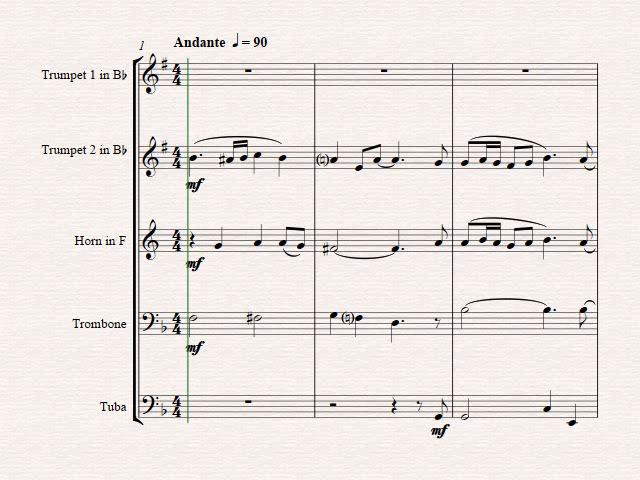 1
Andante ♩ = 90
Trumpet 1 in B♭
Trumpet 2 in B♭
mf
Horn in F
mf
Trombone
mf
Tuba
mf